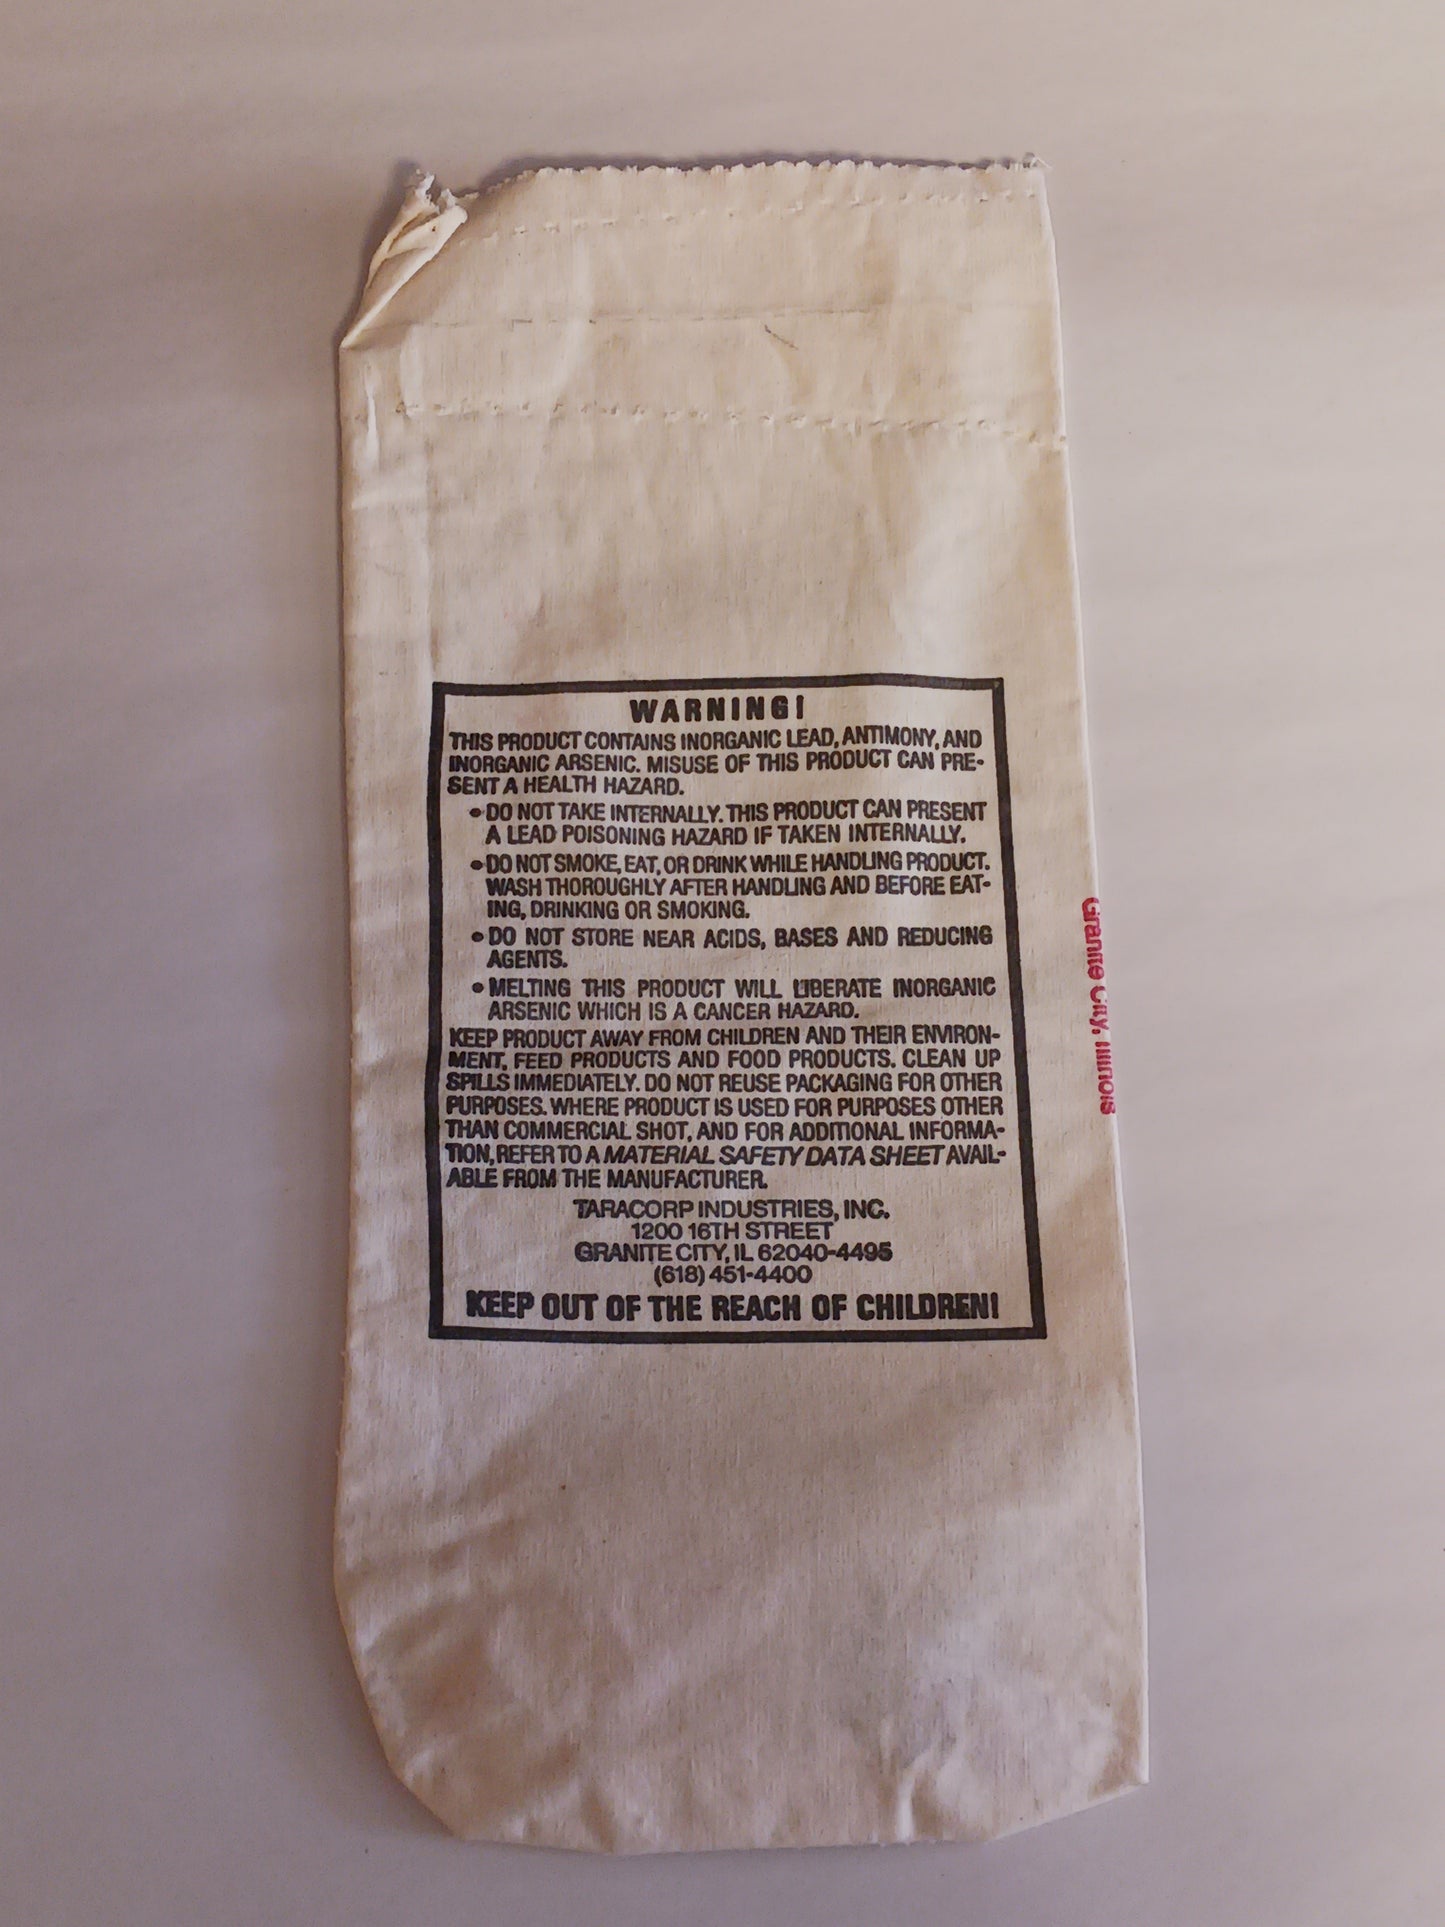 WARNING!
THIS PRODUCT CONTAINS INORGANIC LEAD, ANTIMONY, AND
INORGANIC ARSENIC. MISUSE OF THIS PRODUCT CAN PRE-
SENT A HEALTH HAZARD.
• DO NOT TAKE INTERNALLY. THIS PRODUCT CAN PRESENT
A LEAD POISONING HAZARD IF TAKEN INTERNALLY.
• DO NOT SMOKE, EAT, OR DRINK WHILE HANDLING PRODUCT.
WASH THOROUGHLY AFTER HANDLING AND BEFORE EAT-
ING, DRINKING OR SMOKING.
• DO NOT STORE NEAR ACIDS, BASES AND REDUCING
AGENTS.
• MELTING THIS PRODUCT WILL LIBERATE INORGANIC
ARSENIC WHICH IS A CANCER HAZARD.
KEEP PRODUCT AWAY FROM CHILDREN AND THEIR ENVIRON-
MENT, FEED PRODUCTS AND FOOD PRODUCTS. CLEAN UP
SPILLS IMMEDIATELY. DO NOT REUSE PACKAGING FOR OTHER
PURPOSES. WHERE PRODUCT IS USED FOR PURPOSES OTHER
THAN COMMERCIAL SHOT, AND FOR ADDITIONAL INFORMA-
TION, REFER TO A MATERIAL SAFETY DATA SHEET AVAIL-
ABLE FROM THE MANUFACTURER.
TARACORP INDUSTRIES, INC.
1200 16TH STREET
GRANITE CITY, IL 62040-4495
(618) 451-4400
KEEP OUT OF THE REACH OF CHILDREN!
Granite City, Illinois